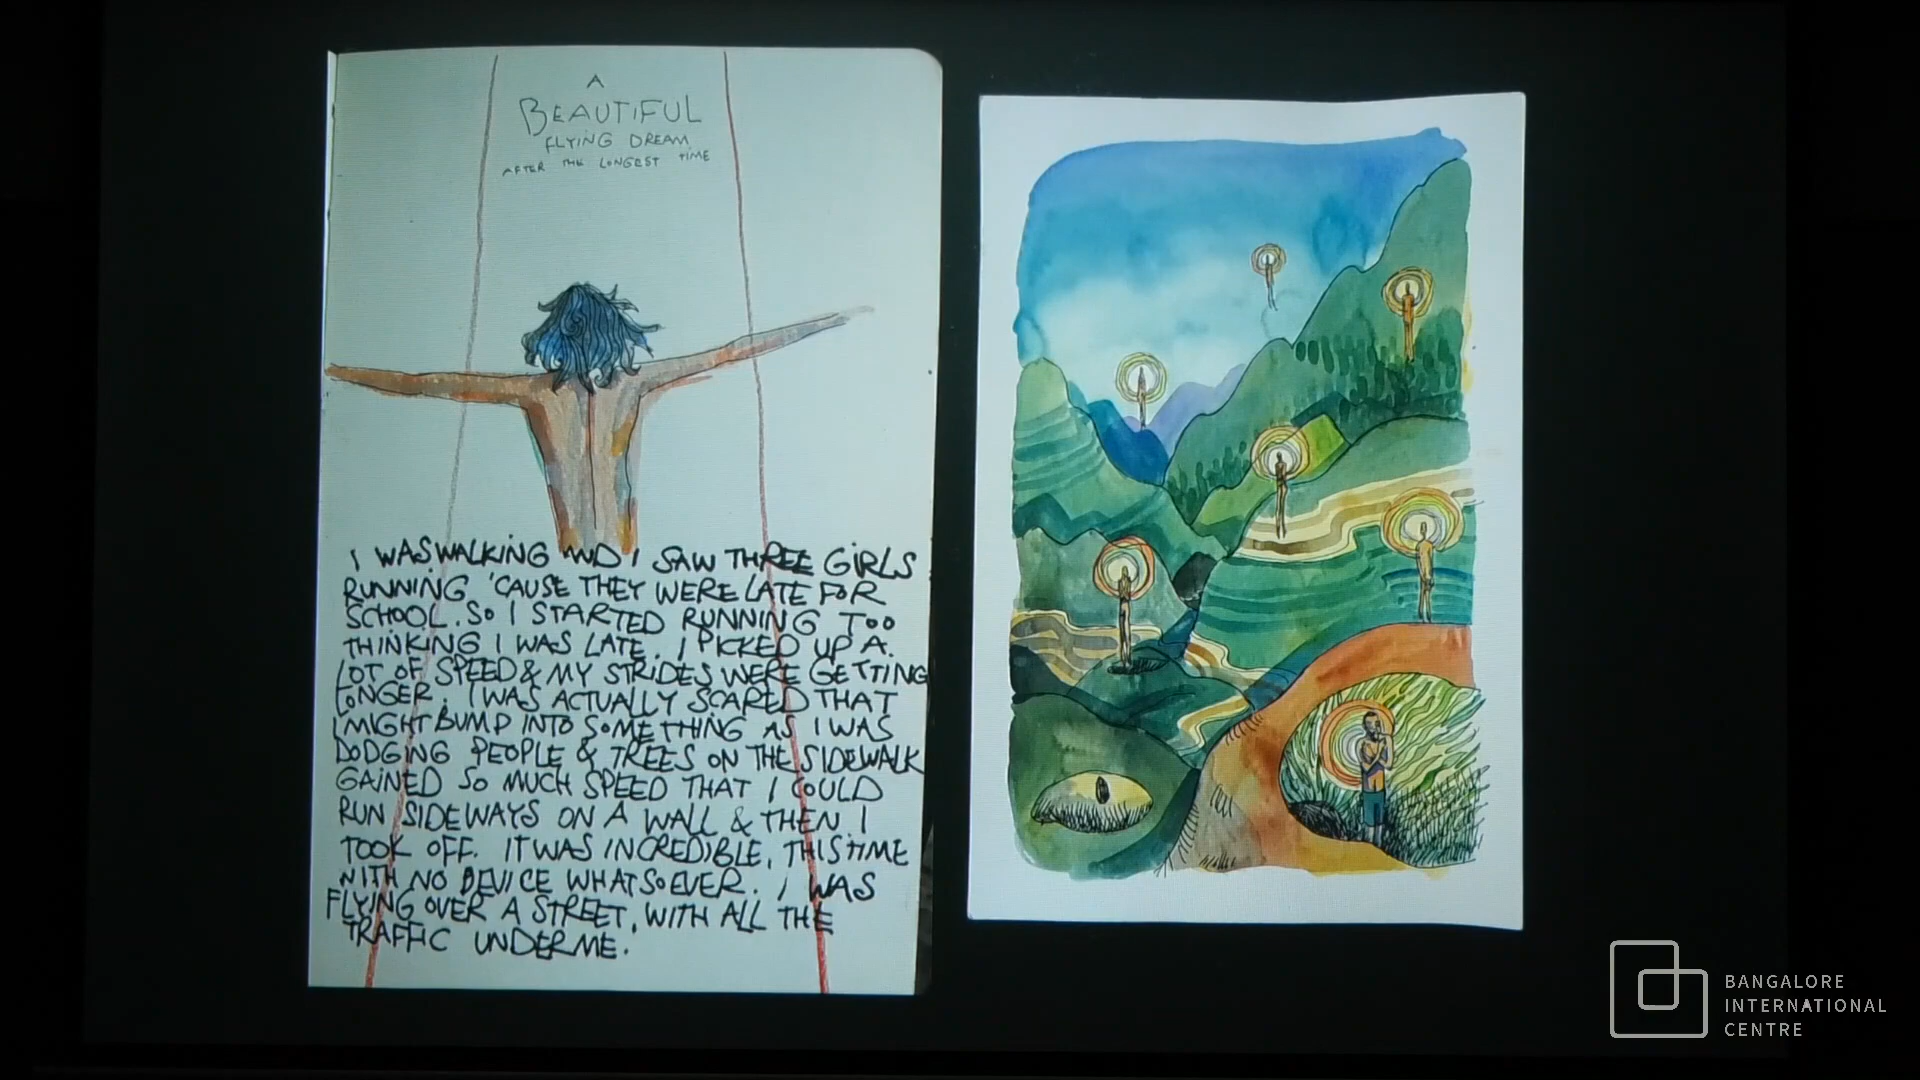 A
BEAUTIFUL
FLYING DREAM
AFTER THE LONGEST TIME
I WAS WALKING AND I SAW THREE GIRLS
RUNNING 'CAUSE THEY WERE LATE FOR
SCHOOL. SO I STARTED RUNNING TOO
THINKING I WAS LATE. I PICKED UP A
LOT OF SPEED & MY STRIDES WERE GETTING
LONGER. I WAS ACTUALLY SCARED THAT
I MIGHT BUMP INTO SOMETHING AS I WAS
DODGING PEOPLE & TREES ON THE SIDEWALK
GAINED SO MUCH SPEED THAT I COULD
RUN SIDEWAYS ON A WALL & THEN I
TOOK OFF. IT WAS INCREDIBLE, THIS TIME
WITH NO DEVICE WHATSOEVER. I WAS
FLYING OVER A STREET, WITH ALL THE
TRAFFIC UNDER ME.
BANGALORE
INTERNATIONAL
CENTRE